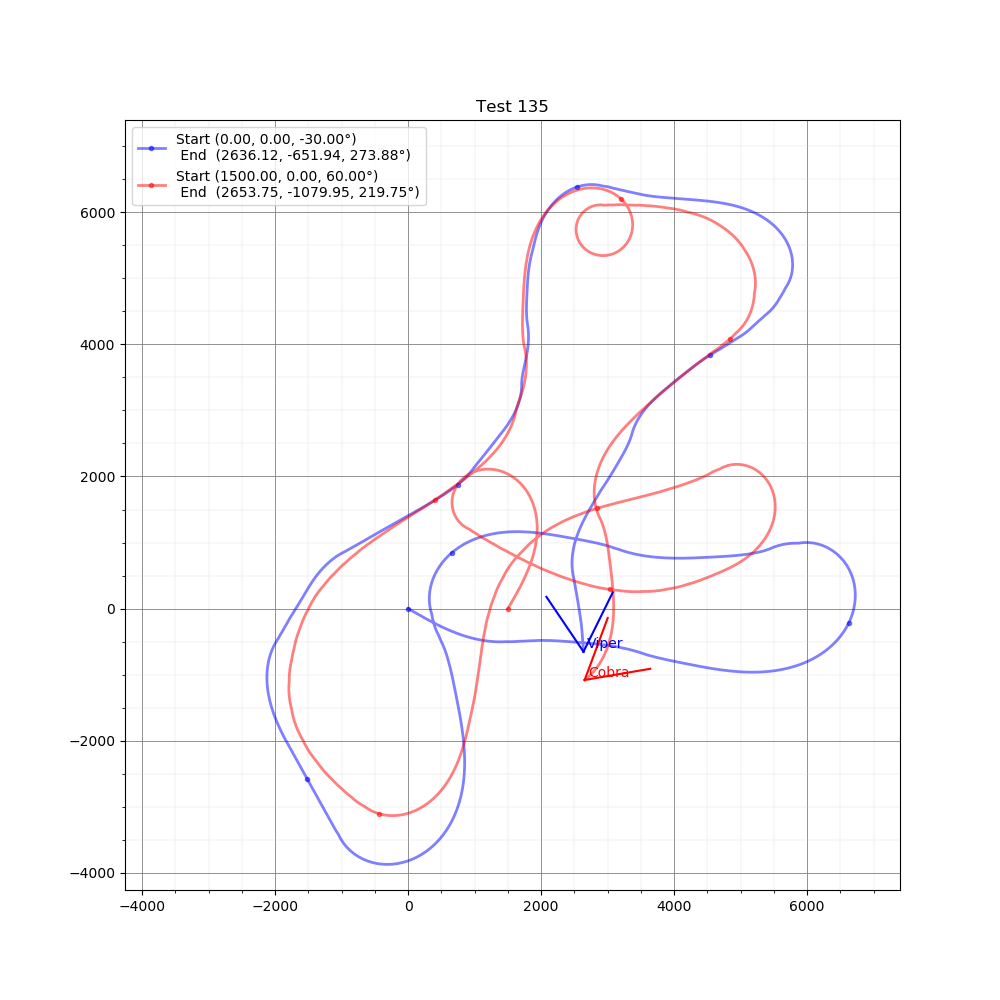 Test 135
Start (0.00, 0.00, -30.00°)
End  (2636.12, -651.94, 273.88°)
Start (1500.00, 0.00, 60.00°)
End  (2653.75, -1079.95, 219.75°)
6000
4000
2000
0
−2000
−4000
Viper
Cobra
−4000
−2000
0
2000
4000
6000